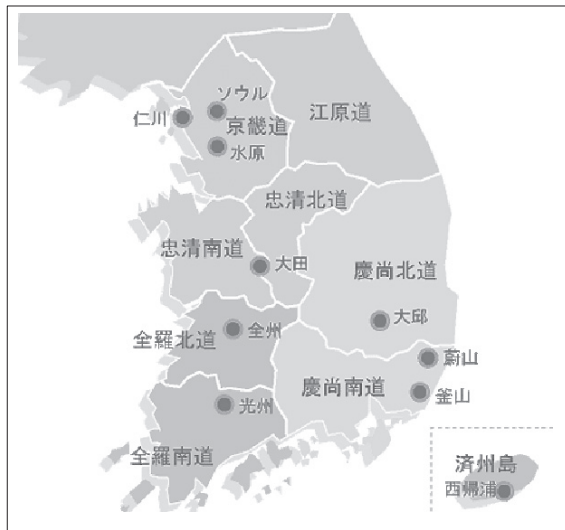 ソウル
仁川
京畿道
江原道
水原
忠清北道
忠清南道
大田
慶尚北道
大邱
全羅北道
全州
蔚山
慶尚南道
釜山
光州
全羅南道
済州島
西帰浦